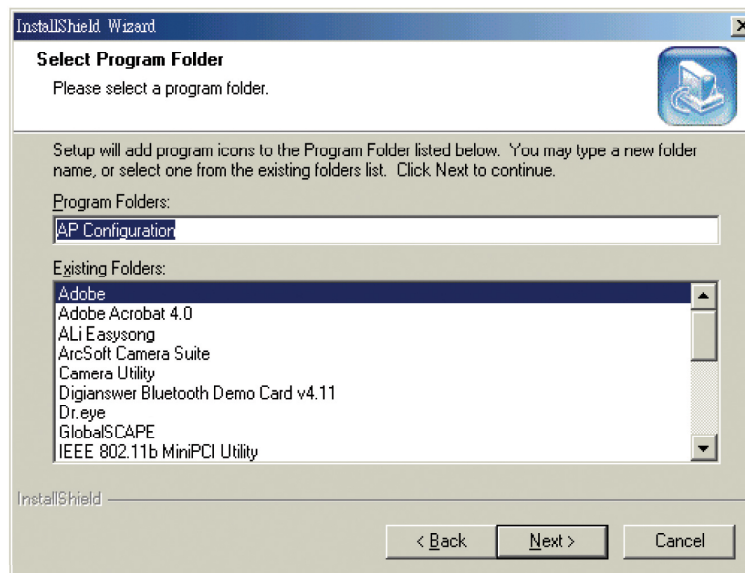 InstallShield Wizard
Select Program Folder
Please select a program folder.
Setup will add program icons to the Program Folder listed below. You may type a new folder
name, or select one from the existing folders list. Click Next to continue.
Program Folders:
AP Configuration
Existing Folders:
Adobe
Adobe Acrobat 4.0
ALi Easysong
ArcSoft Camera Suite
Camera Utility
Digianswer Bluetooth Demo Card v4.11
Dr.eye
GlobalSCAPE
IEEE 802.11b MiniPCI Utility
InstallShield
< Back
Next >
Cancel